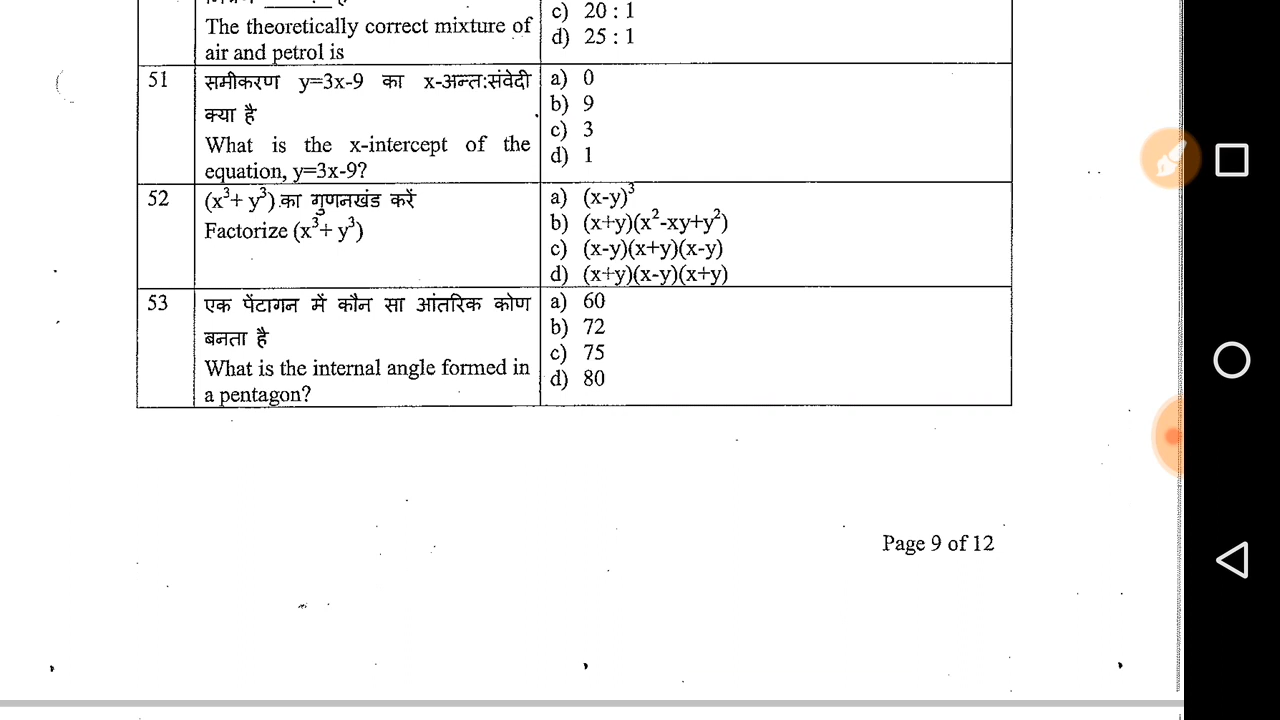 c) 20 : 1
The theoretically correct mixture of
d) 25 : 1
air and petrol is
51
समीकरण y=3x-9 का x-अन्त:संवेदी
क्या है
What is the x-intercept of the
equation, y=3x-9?
a) 0
b) 9
c) 3
d) 1
52
(x³+ y³) का गुणनखंड करें
Factorize (x³+ y³)
a) (x-y)³
b) (x+y)(x²-xy+y²)
c) (x-y)(x+y)(x-y)
d) (x+y)(x-y)(x+y)
53
एक पेंटागन में कौन सा आंतरिक कोण
बनता है
What is the internal angle formed in
a pentagon?
a) 60
b) 72
c) 75
d) 80
Page 9 of 12